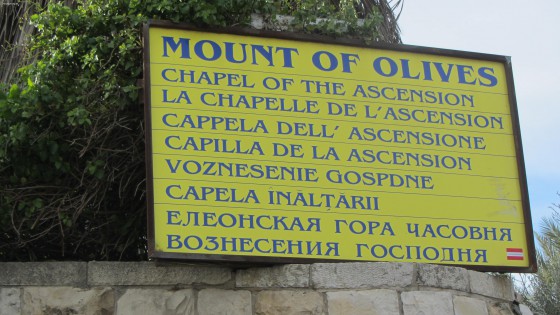 MOUNT OF OLIVES
CHAPEL OF THE ASCENSION
LA CHAPELLE DE L'ASCENSION
CAPPELA DELL' ASCENSIONE
CAPILLA DE LA ASCENSION
VOZNESENIE GOSPDNE
CAPELA INALTARII
ЕЛЕОНСКАЯ ГОРА ЧАСОВНЯ
ВОЗНЕСЕНИЯ ГОСПОДНЯ